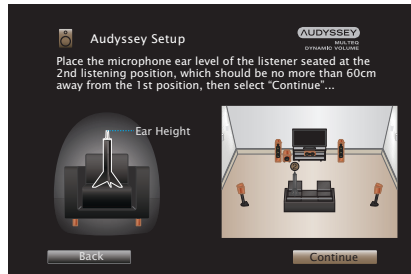 Audyssey Setup
AUDYSSEY
MULTEQ
DYNAMIC VOLUME
Place the microphone ear level of the listener seated at the
2nd listening position, which should be no more than 60cm
away from the 1st position, then select “Continue”...
Ear Height
Back
Continue